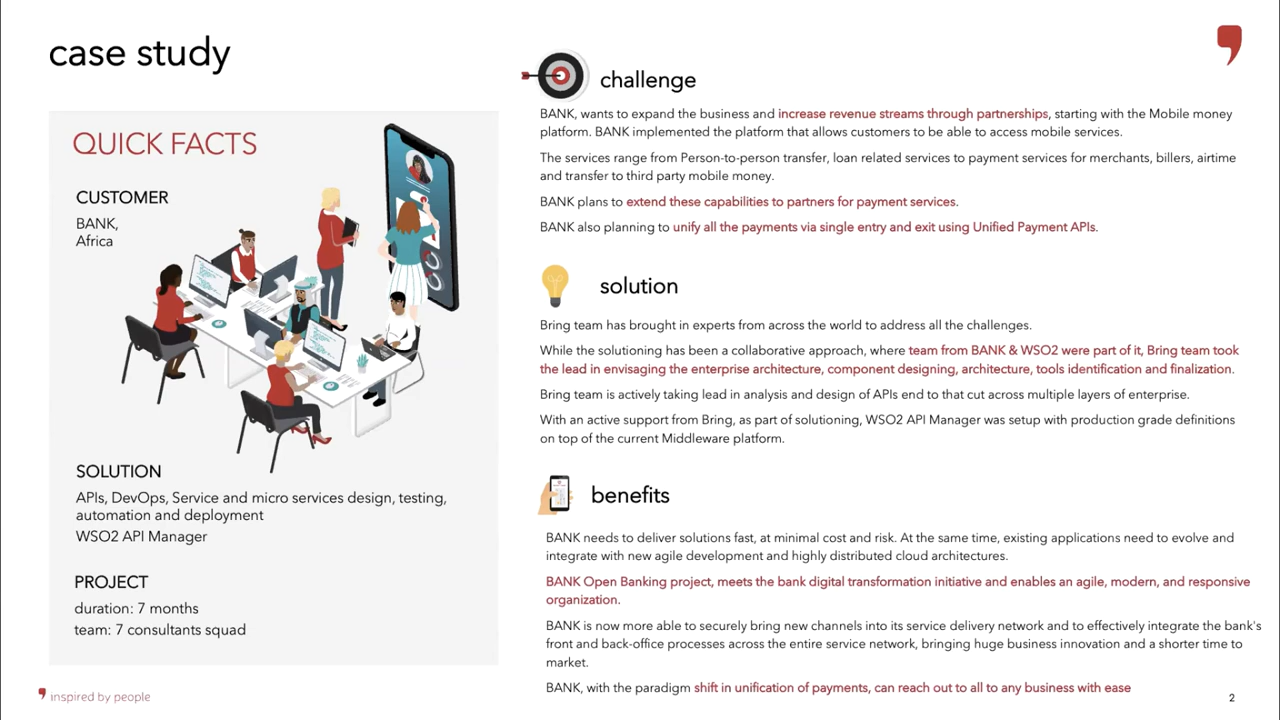 case study
QUICK FACTS
CUSTOMER
BANK,
Africa
SOLUTION
APIs, DevOps, Service and micro services design, testing,
automation and deployment
WSO2 API Manager
PROJECT
duration: 7 months
team: 7 consultants squad
challenge
BANK, wants to expand the business and increase revenue streams through partnerships, starting with the Mobile money
platform. BANK implemented the platform that allows customers to be able to access mobile services.
The services range from Person-to-person transfer, loan related services to payment services for merchants, billers, airtime
and transfer to third party mobile money.
BANK plans to extend these capabilities to partners for payment services.
BANK also planning to unify all the payments via single entry and exit using Unified Payment APIs.
solution
Bring team has brought in experts from across the world to address all the challenges.
While the solutioning has been a collaborative approach, where team from BANK & WSO2 were part of it, Bring team took
the lead in envisaging the enterprise architecture, component designing, architecture, tools identification and finalization.
Bring team is actively taking lead in analysis and design of APIs end to that cut across multiple layers of enterprise.
With an active support from Bring, as part of solutioning, WSO2 API Manager was setup with production grade definitions
on top of the current Middleware platform.
benefits
BANK needs to deliver solutions fast, at minimal cost and risk. At the same time, existing applications need to evolve and
integrate with new agile development and highly distributed cloud architectures.
BANK Open Banking project, meets the bank digital transformation initiative and enables an agile, modern, and responsive
organization.
BANK is now more able to securely bring new channels into its service delivery network and to effectively integrate the bank's
front and back-office processes across the entire service network, bringing huge business innovation and a shorter time to
market.
BANK, with the paradigm shift in unification of payments, can reach out to all to any business with ease
inspired by people
2